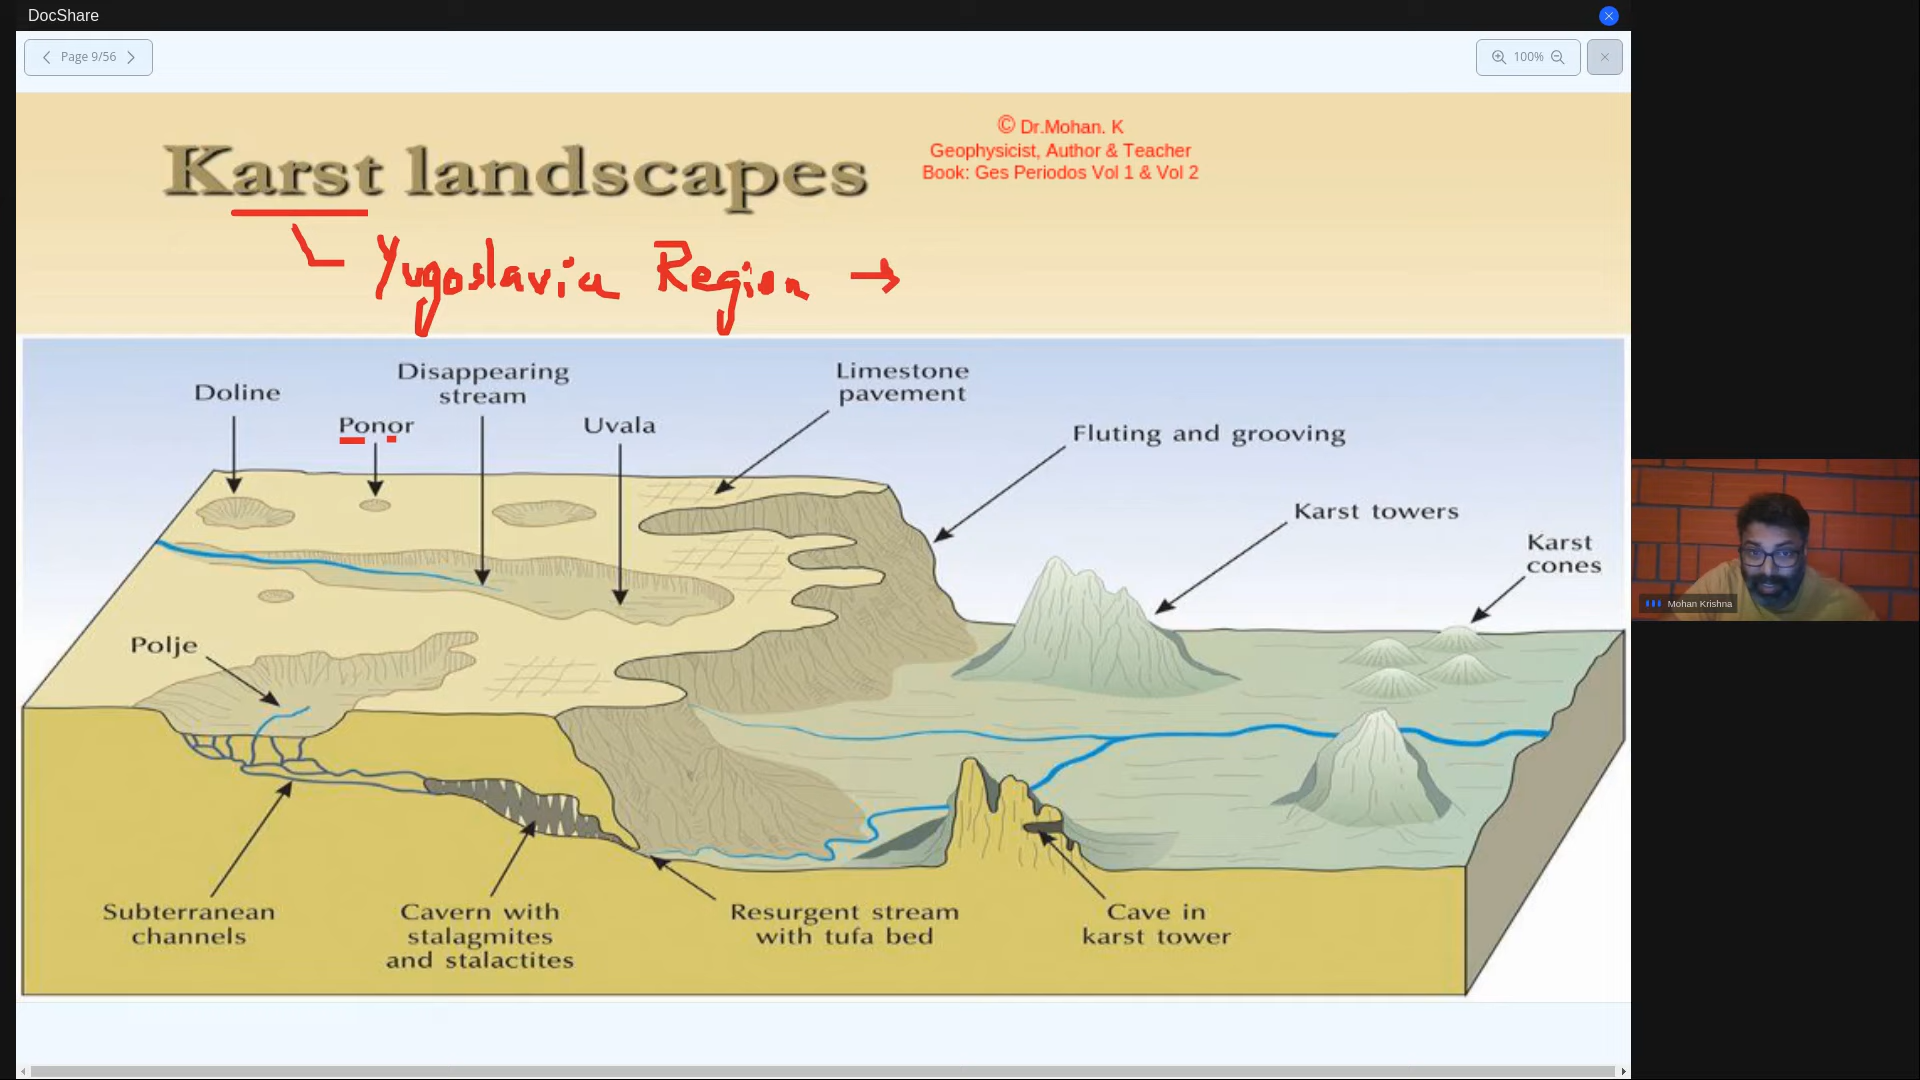 DocShare
Page 9/56
100%
Karst landscapes
© Dr.Mohan. K
Geophysicist, Author & Teacher
Book: Ges Periodos Vol 1 & Vol 2
Yugoslavia Region →
Doline
Ponor
Disappearing
stream
Uvala
Limestone
pavement
Fluting and grooving
Karst towers
Karst
cones
Polje
Mohan Krishna
Subterranean
channels
Cavern with
stalagmites
and stalactites
Resurgent stream
with tufa bed
Cave in
karst tower